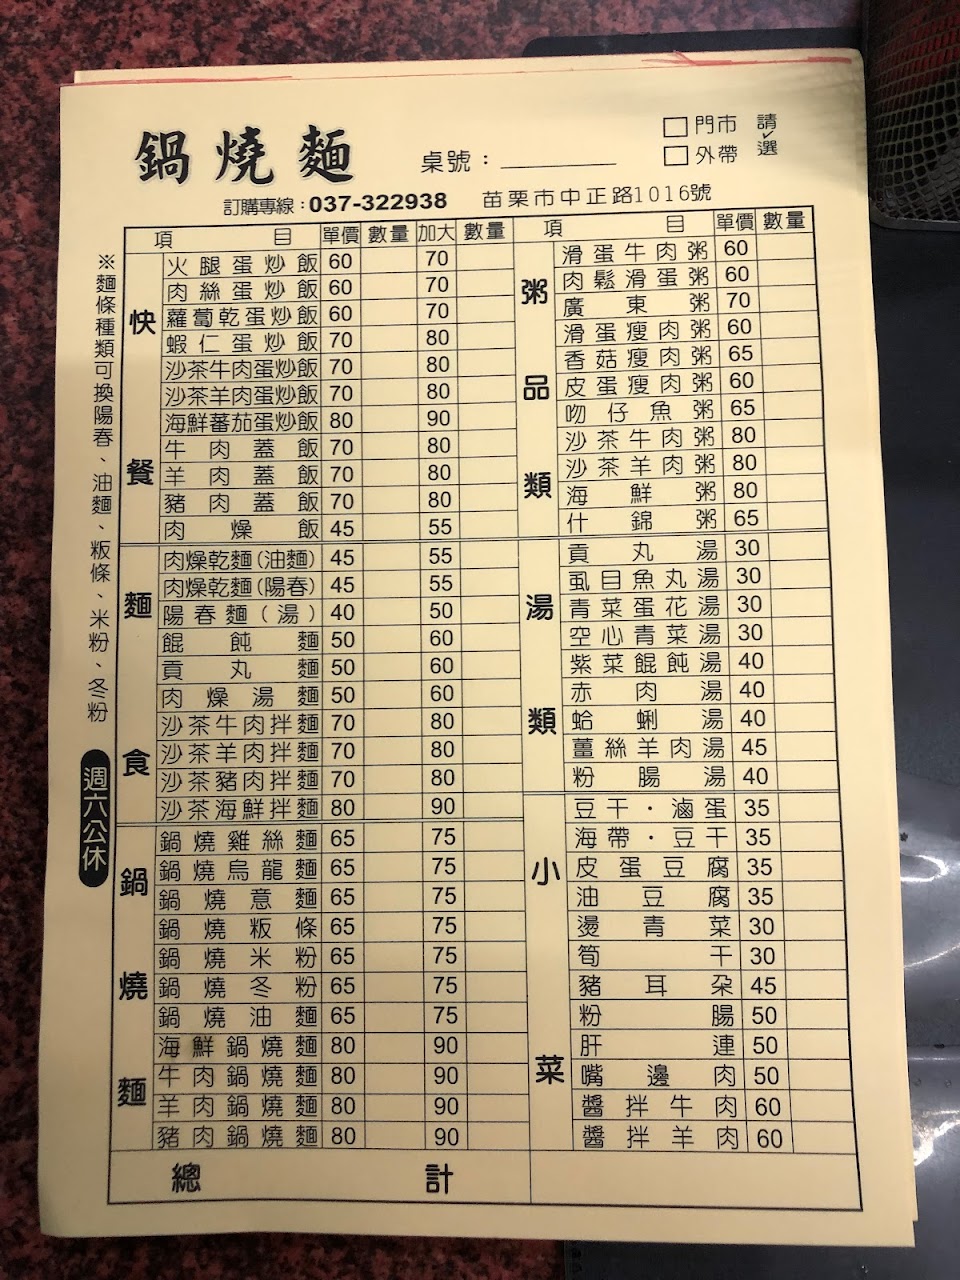 鍋燒麵
桌號：
門市
外帶
請✓選
訂購專線：037-322938 苗栗市中正路1016號
※麵條種類可換陽春、油麵、粄條、米粉、冬粉
週六公休
項目 單價 數量 加大 數量
快餐
火腿蛋炒飯 60 70
肉絲蛋炒飯 60 70
蘿蔔乾蛋炒飯 60 70
蝦仁蛋炒飯 70 80
沙茶牛肉蛋炒飯 70 80
沙茶羊肉蛋炒飯 70 80
海鮮蕃茄蛋炒飯 80 90
牛肉蓋飯 70 80
羊肉蓋飯 70 80
豬肉蓋飯 70 80
肉燥飯 45 55
麵食
肉燥乾麵(油麵) 45 55
肉燥乾麵(陽春) 45 55
陽春麵(湯) 40 50
餛飩麵 50 60
貢丸麵 50 60
肉燥湯麵 50 60
沙茶牛肉拌麵 70 80
沙茶羊肉拌麵 70 80
沙茶豬肉拌麵 70 80
沙茶海鮮拌麵 80 90
鍋燒麵
鍋燒雞絲麵 65 75
鍋燒烏龍麵 65 75
鍋燒意麵 65 75
鍋燒粄條 65 75
鍋燒米粉 65 75
鍋燒冬粉 65 75
鍋燒油麵 65 75
海鮮鍋燒麵 80 90
牛肉鍋燒麵 80 90
羊肉鍋燒麵 80 90
豬肉鍋燒麵 80 90
總計
項目 單價 數量
粥品類
滑蛋牛肉粥 60
肉鬆滑蛋粥 60
廣東粥 70
滑蛋瘦肉粥 60
香菇瘦肉粥 65
皮蛋瘦肉粥 60
吻仔魚粥 65
沙茶牛肉粥 80
沙茶羊肉粥 80
海鮮粥 80
什錦粥 65
湯類
貢丸湯 30
虱目魚丸湯 30
青菜蛋花湯 30
空心青菜湯 30
紫菜餛飩湯 40
赤肉湯 40
蛤蜊湯 40
薑絲羊肉湯 45
粉腸湯 40
小菜
豆干·滷蛋 35
海帶·豆干 35
皮蛋豆腐 35
油豆腐 35
燙青菜 30
筍干 30
豬耳朵 45
粉腸 50
肝連 50
嘴邊肉 50
醬拌牛肉 60
醬拌羊肉 60